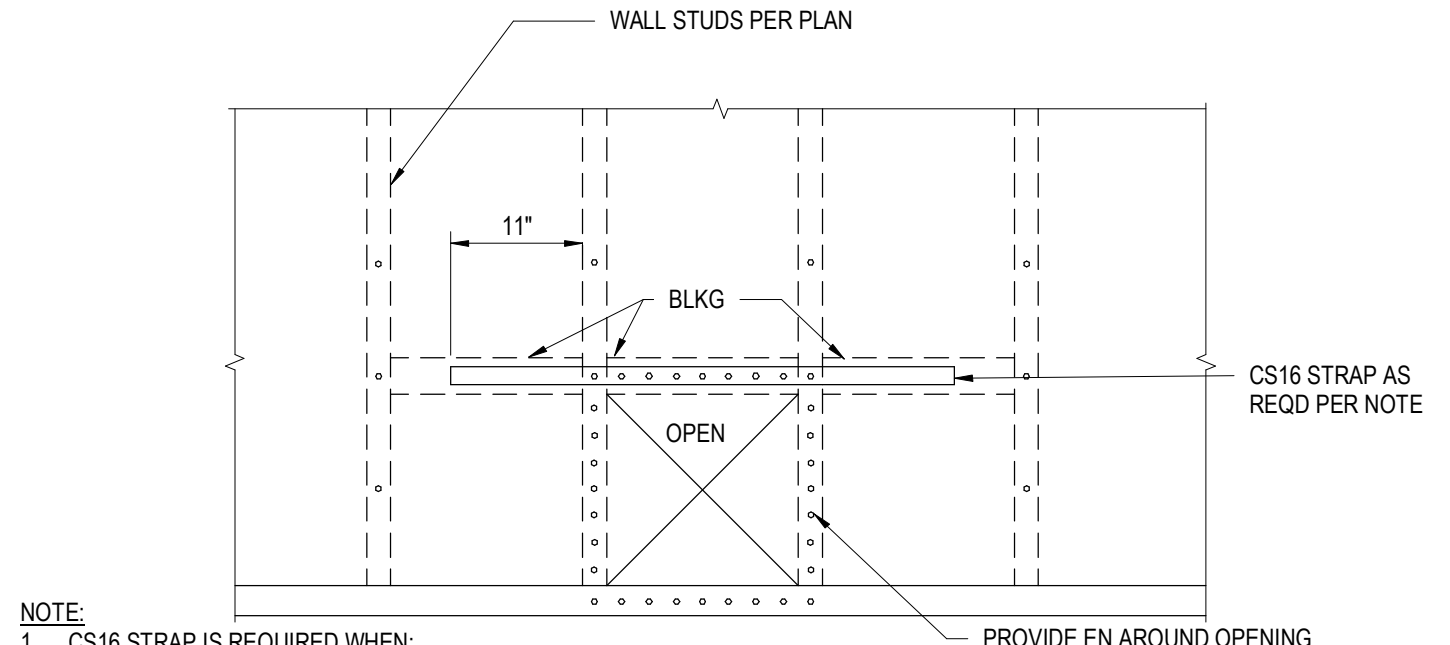 WALL STUDS PER PLAN
11"
BLKG
CS16 STRAP AS
REQD PER NOTE
OPEN
NOTE:
1. CS16 STRAP IS REQUIRED WHEN:
PROVIDE EN AROUND OPENING